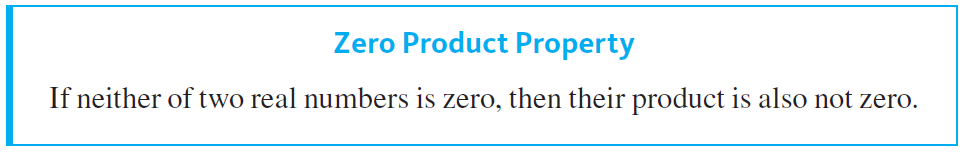 Zero Product Property
If neither of two real numbers is zero, then their product is also not zero.